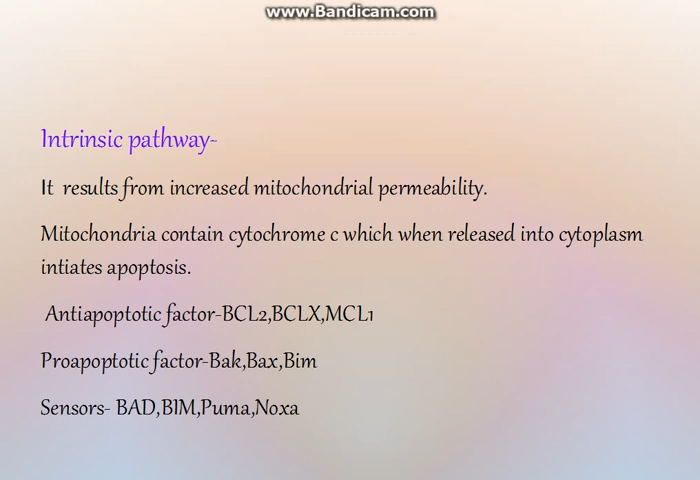 www.Bandicam.com
Intrinsic pathway-
It results from increased mitochondrial permeability.
Mitochondria contain cytochrome c which when released into cytoplasm
intiates apoptosis.
Antiapoptotic factor-BCL2,BCLX,MCL1
Proapoptotic factor-Bak,Bax,Bim
Sensors- BAD,BIM,Puma,Noxa